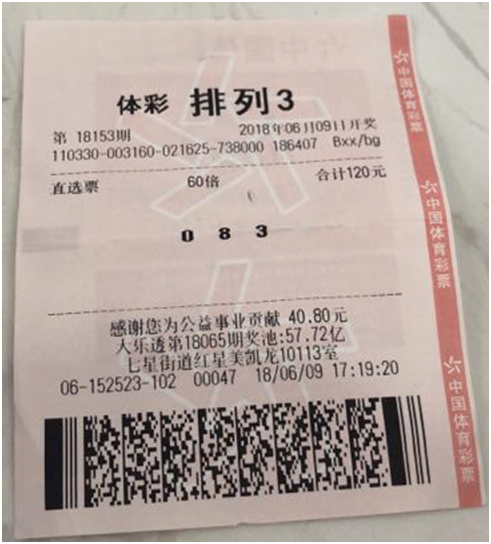 体彩 排列3
第 18153期 2018年06月09日开奖
110330-003160-021625-738000 186407 Bxx/bg
直选票 60倍 合计120元
0 8 3
感谢您为公益事业贡献 40.80元
大乐透第18065期奖池:57.72亿
七星街道红星美凯龙10113室
06-152523-102 00047 18/06/09 17:19:20
中国体育彩票
中国体育彩票
中国体育彩票